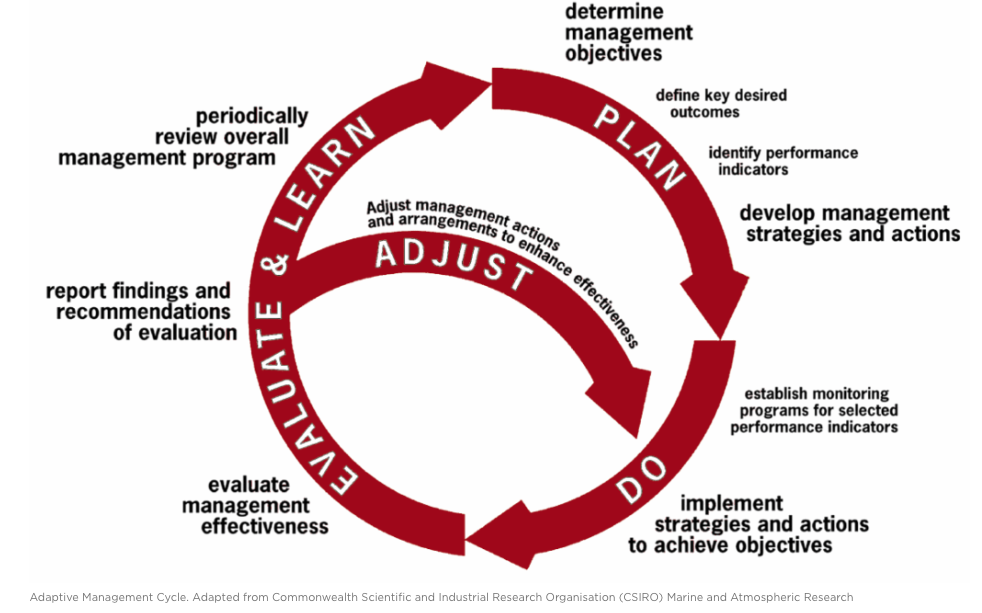 determine
management
objectives
define key desired
outcomes
PLAN
identify performance
indicators
develop management
strategies and actions
establish monitoring
programs for selected
performance indicators
DO
implement
strategies and actions
to achieve objectives
evaluate
management
effectiveness
EVALUATE & LEARN
report findings and
recommendations
of evaluation
periodically
review overall
management program
Adjust management actions
and arrangements to enhance effectiveness
ADJUST
Adaptive Management Cycle. Adapted from Commonwealth Scientific and Industrial Research Organisation (CSIRO) Marine and Atmospheric Research